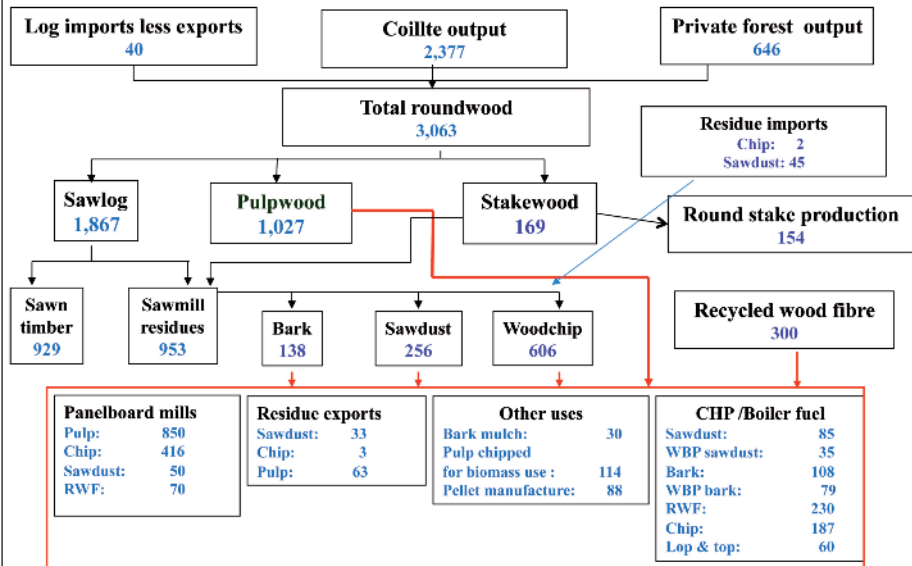 Log imports less exports
40
Coillte output
2,377
Private forest output
646
Total roundwood
3,063
Residue imports
Chip: 2
Sawdust: 45
Sawlog
1,867
Pulpwood
1,027
Stakewood
169
Round stake production
154
Sawn
timber
929
Sawmill
residues
953
Bark
138
Sawdust
256
Woodchip
606
Recycled wood fibre
300
Panelboard mills
Pulp: 850
Chip: 416
Sawdust: 50
RWF: 70
Residue exports
Sawdust: 33
Chip: 3
Pulp: 63
Other uses
Bark mulch: 30
Pulp chipped
for biomass use : 114
Pellet manufacture: 88
CHP /Boiler fuel
Sawdust: 85
WBP sawdust: 35
Bark: 108
WBP bark: 79
RWF: 230
Chip: 187
Lop & top: 60